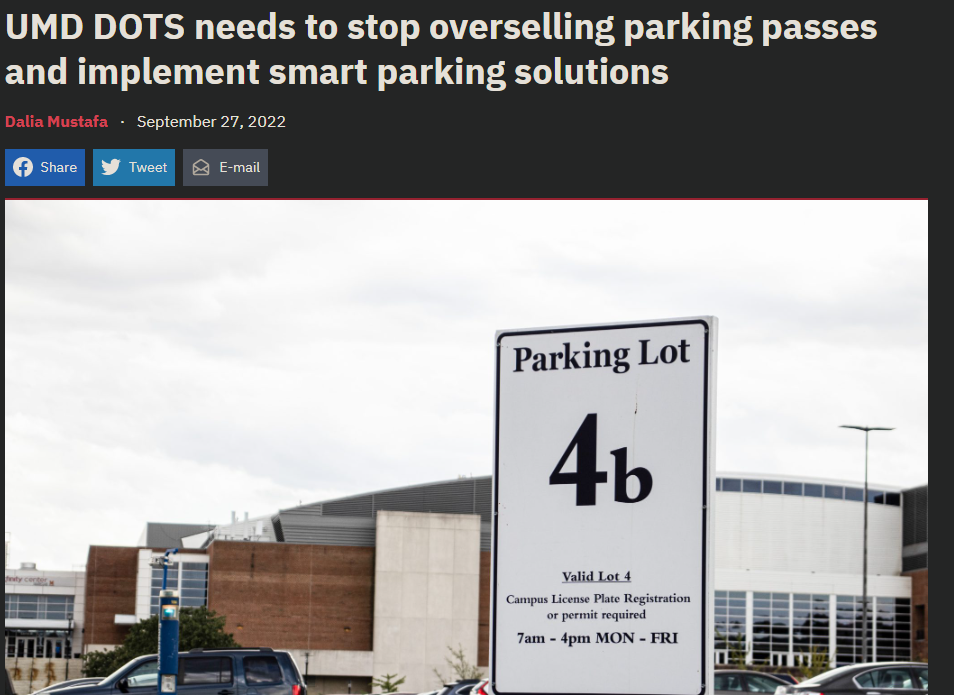 UMD DOTS needs to stop overselling parking passes
and implement smart parking solutions
Dalia Mustafa · September 27, 2022
Share Tweet E-mail
Parking Lot
4b
Valid Lot 4
Campus License Plate Registration
or permit required
7am - 4pm MON - FRI
finity center